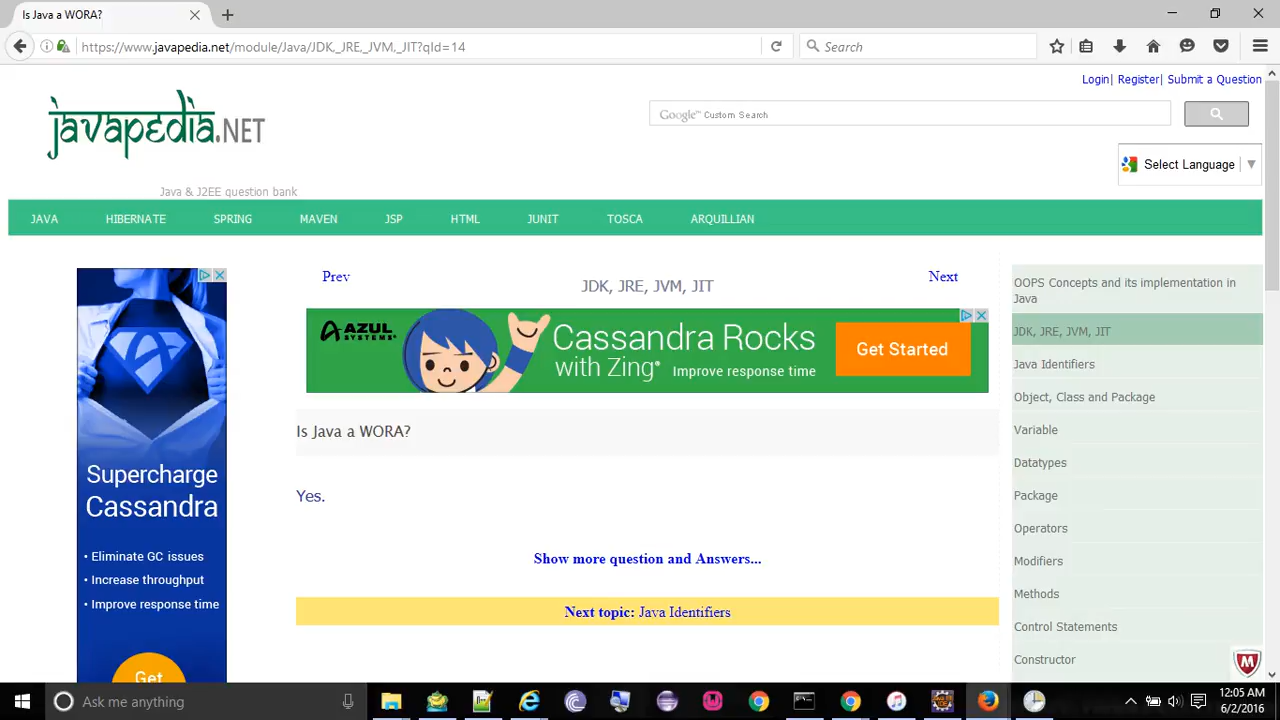 Is Java a WORA?
https://www.javapedia.net/module/Java/JDK,_JRE,_JVM,_JIT?qId=14
Search
Login| Register| Submit a Question
javapedia.NET
Google™ Custom Search
Select Language
Java & J2EE question bank
JAVA HIBERNATE SPRING MAVEN JSP HTML JUNIT TOSCA ARQUILLIAN
Prev
JDK, JRE, JVM, JIT
Next
AZUL SYSTEMS
Cassandra Rocks
with Zing® Improve response time
Get Started
Is Java a WORA?
Yes.
Show more question and Answers...
Next topic: Java Identifiers
Supercharge
Cassandra
• Eliminate GC issues
• Increase throughput
• Improve response time
Get
OOPS Concepts and its implementation in
Java
JDK, JRE, JVM, JIT
Java Identifiers
Object, Class and Package
Variable
Datatypes
Package
Operators
Modifiers
Methods
Control Statements
Constructor
Ask me anything
12:05 AM
6/2/2016